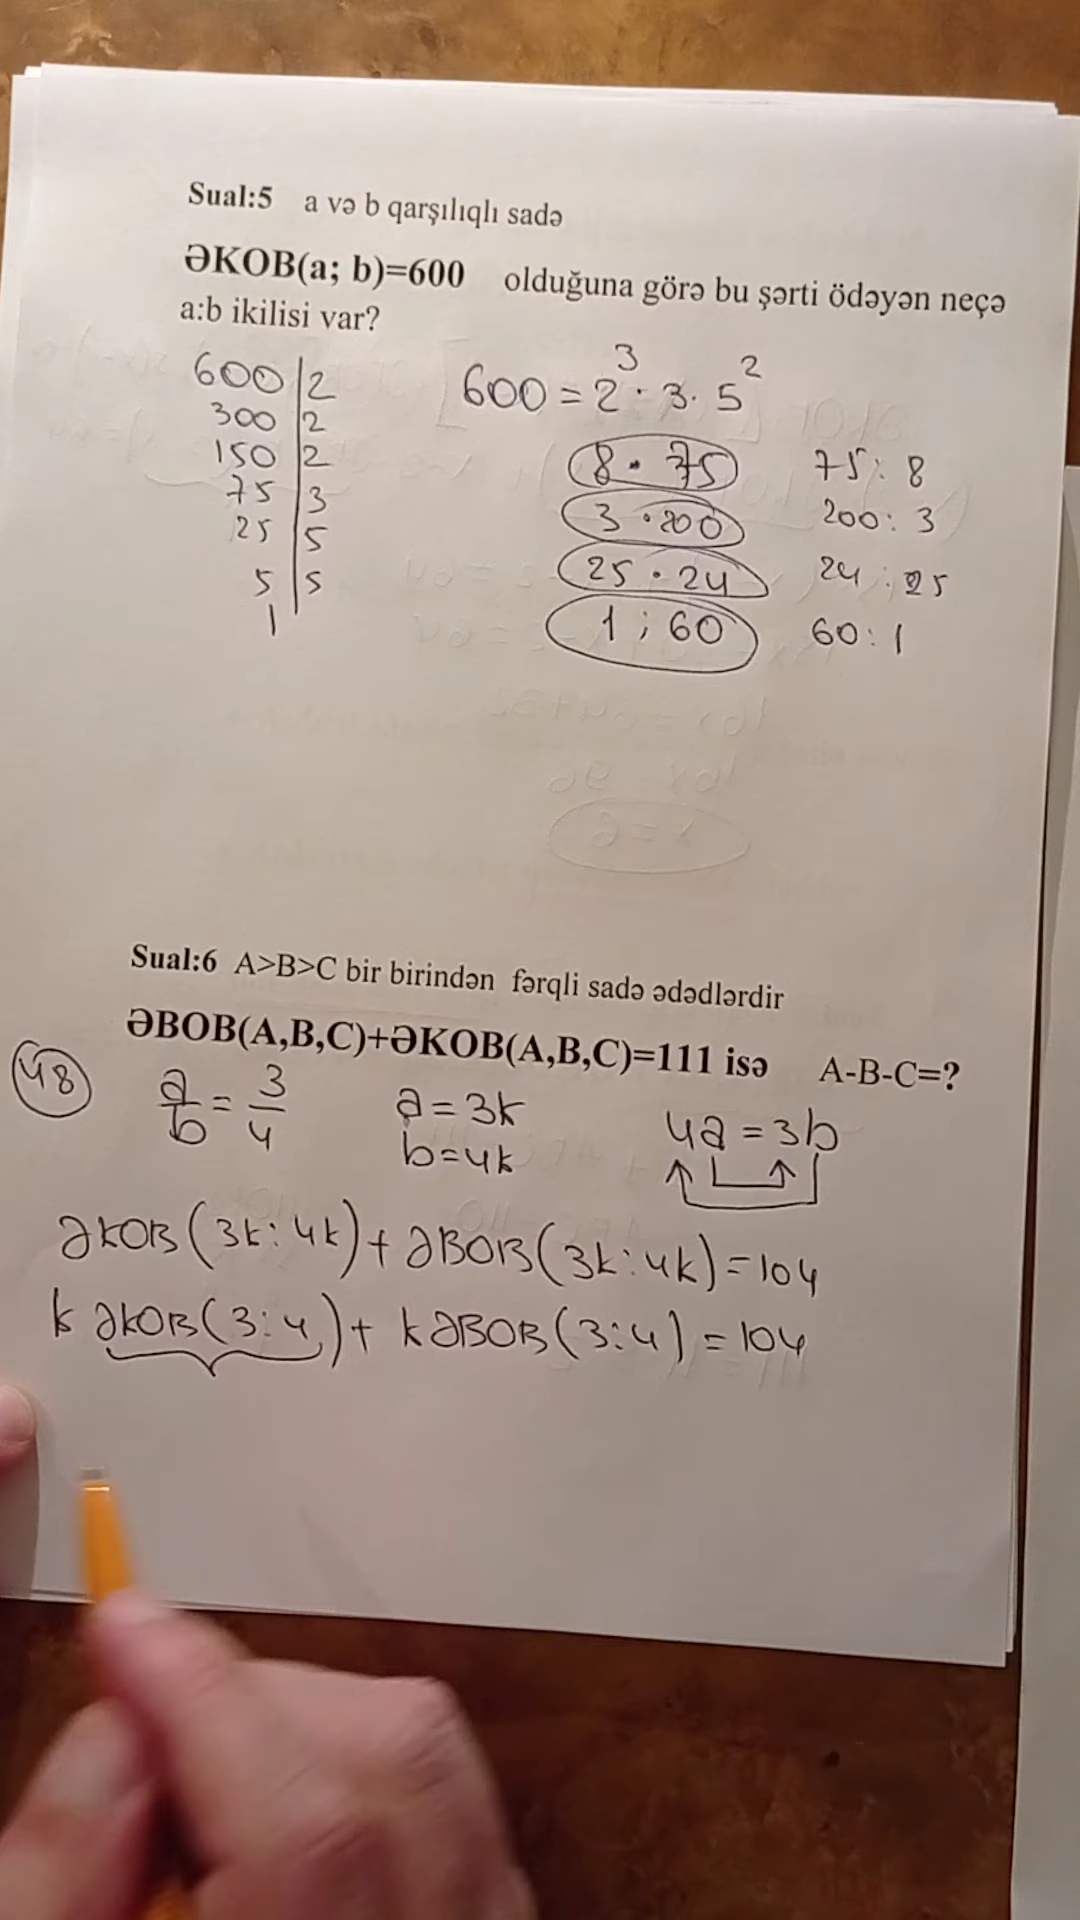 Sual:5 a və b qarşılıqlı sadə
ƏKOB(a; b)=600 olduğuna görə bu şərti ödəyən neçə
a:b ikilisi var?
600 | 2
300 | 2
150 | 2
75 | 3
25 | 5
5 | 5
1
600 = 2³ · 3 · 5²
8 · 75 75 : 8
3 · 200 200 : 3
25 · 24 24 : 25
1 ; 60 60 : 1
Sual:6 A>B>C bir birindən fərqli sadə ədədlərdir
ƏBOB(A,B,C)+ƏKOB(A,B,C)=111 isə A-B-C=?
48 a/b = 3/4 a = 3k 4a = 3b
b = 4k
ƏKOB(3k : 4k) + ƏBOB(3k : 4k) = 104
k ƏKOB(3 : 4) + k ƏBOB(3 : 4) = 104